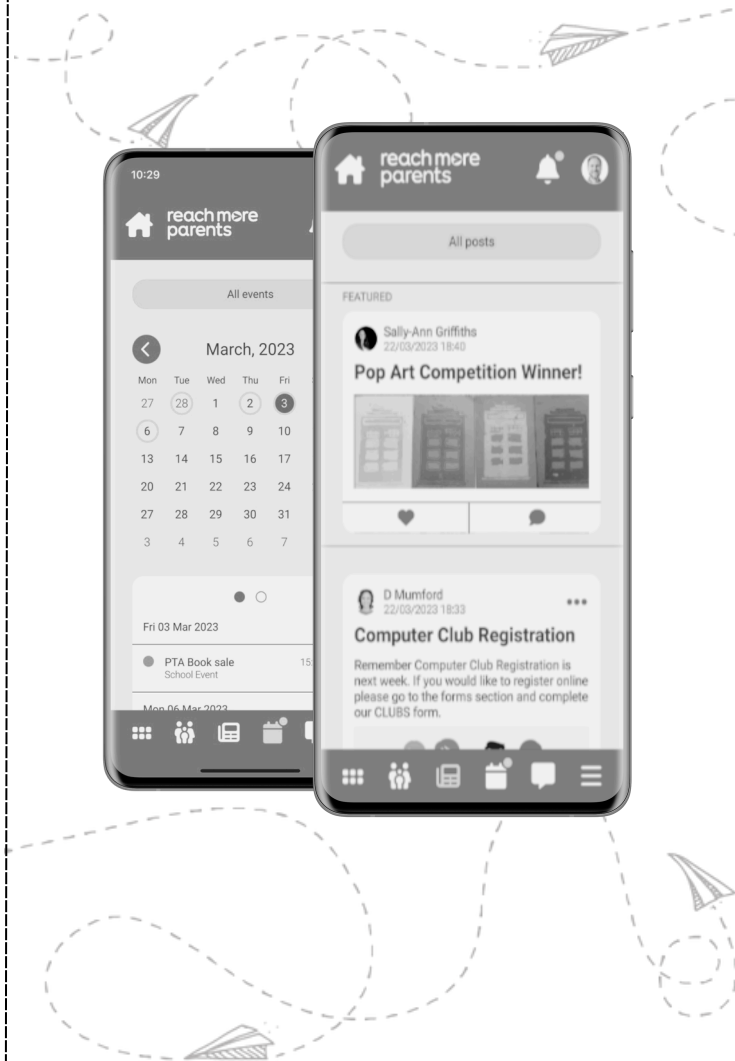 10:29
reach more
parents
All events
March, 2023
Mon Tue Wed Thu Fri
27 28 1 2 3
6 7 8 9 10
13 14 15 16 17
20 21 22 23 24
27 28 29 30 31
3 4 5 6 7
Fri 03 Mar 2023
PTA Book sale 15:
School Event
Mon 06 Mar 2023
reach more
parents
All posts
FEATURED
Sally-Ann Griffiths
22/03/2023 18:40
Pop Art Competition Winner!
D Mumford
22/03/2023 18:33
Computer Club Registration
Remember Computer Club Registration is
next week. If you would like to register online
please go to the forms section and complete
our CLUBS form.